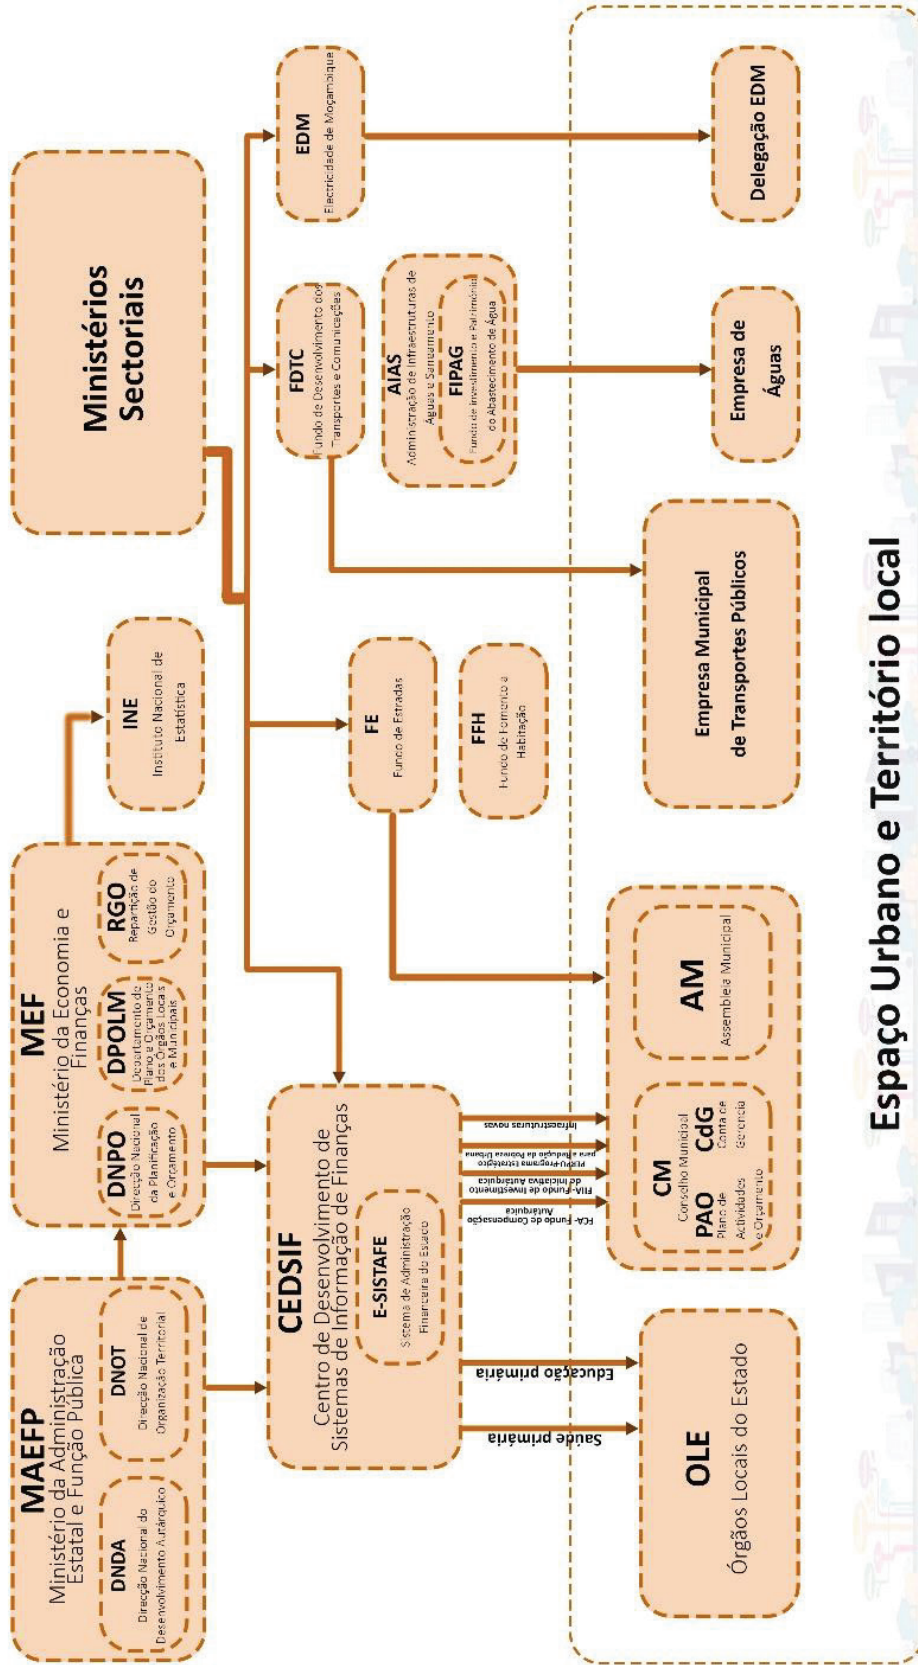 MAEFP
Ministério da Administração
Estatal e Função Pública
DNDA
Direcção Nacional do
Desenvolvimento Autárquico
DNOT
Direcção Nacional de
Organização Territorial
MEF
Ministério da Economia e
Finanças
DNPO
Direcção Nacional
da Planificação
e Orçamento
DPOLM
Departamento de
Plano e Orçamento
dos Órgãos Locais
e Municipais
RGO
Repartição de
Gestão do
Orçamento
INE
Instituto Nacional de
Estatística
Ministérios
Sectoriais
CEDSIF
Centro de Desenvolvimento de
Sistemas de Informação de Finanças
E-SISTAFE
Sistema de Administração
Financeira do Estado
FE
Fundo de Estradas
FFH
Fundo de Fomento a
Habitação
FDTC
Fundo de Desenvolvimento dos
Transportes e Comunicações
AIAS
Administração de Infraestruturas de
Águas e Saneamento
FIPAG
Fundo de investimento e Património
do Abastecimento de Água
EDM
Electricidade de Moçambique
Saúde primária
Educação primária
FCA- Fundo de Compensação
Autárquica
FIIA- Fundo de Investimento
de Iniciativa Autárquica
PERPU-Programa Estratégico
para a Redução da Pobreza Urbana
Infraestruturas novas
OLE
Órgãos Locais do Estado
CM
Conselho Municipal
PAO
Plano de
Actividades
e Orçamento
CdG
Conta de
Gerencia
AM
Assembleia Municipal
Empresa Municipal
de Transportes Públicos
Empresa de
Águas
Delegação EDM
Espaço Urbano e Território local